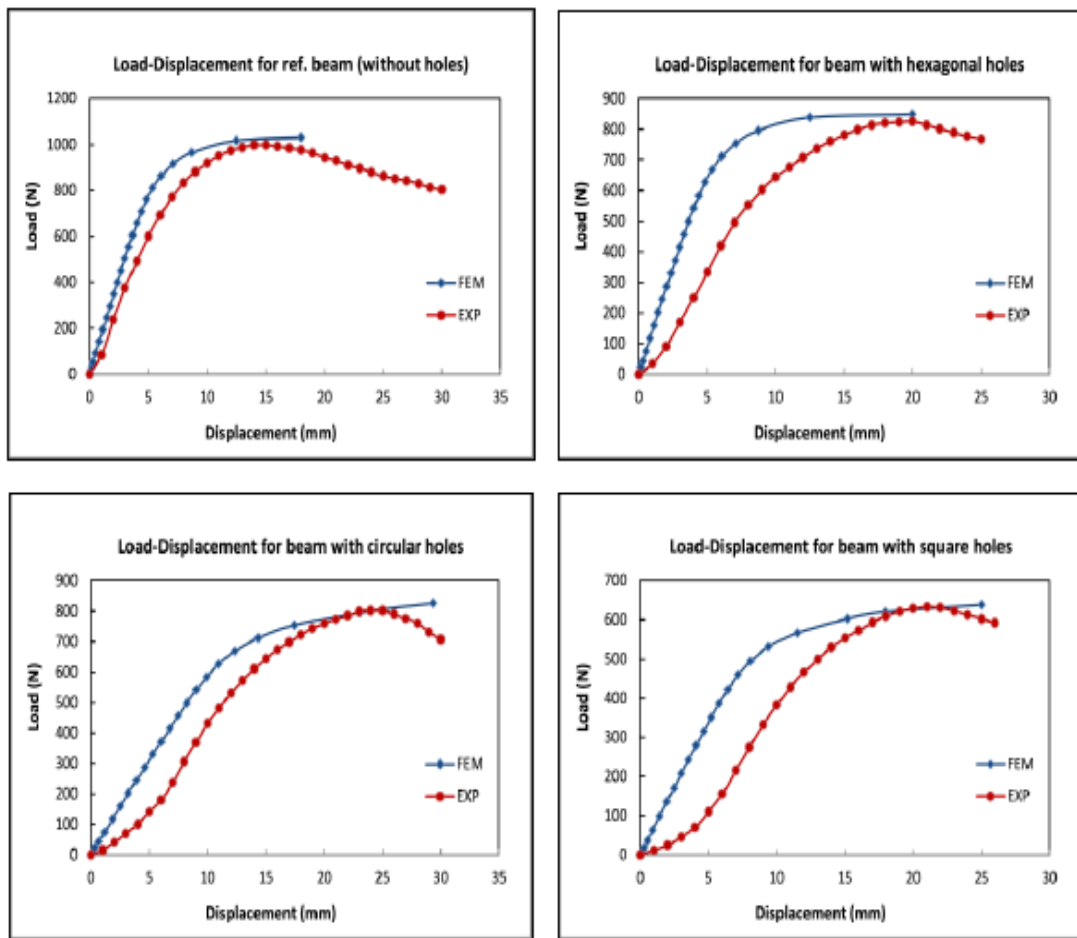 Load-Displacement for ref. beam (without holes)
1200
1000
800
600
400
200
0
Load (N)
FEM
EXP
0 5 10 15 20 25 30 35
Displacement (mm)
Load-Displacement for beam with hexagonal holes
900
800
700
600
500
400
300
200
100
0
Load (N)
FEM
EXP
0 5 10 15 20 25 30
Displacement (mm)
Load-Displacement for beam with circular holes
900
800
700
600
500
400
300
200
100
0
Load (N)
FEM
EXP
0 5 10 15 20 25 30 35
Displacement (mm)
Load-Displacement for beam with square holes
700
600
500
400
300
200
100
0
Load (N)
FEM
EXP
0 5 10 15 20 25 30
Displacement (mm)